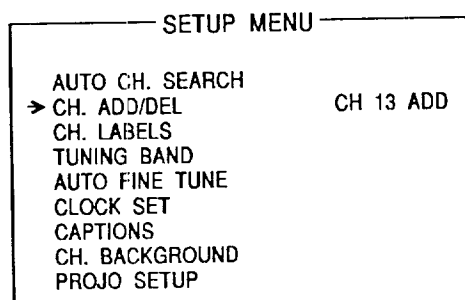 SETUP MENU
AUTO CH. SEARCH
→ CH. ADD/DEL CH 13 ADD
CH. LABELS
TUNING BAND
AUTO FINE TUNE
CLOCK SET
CAPTIONS
CH. BACKGROUND
PROJO SETUP